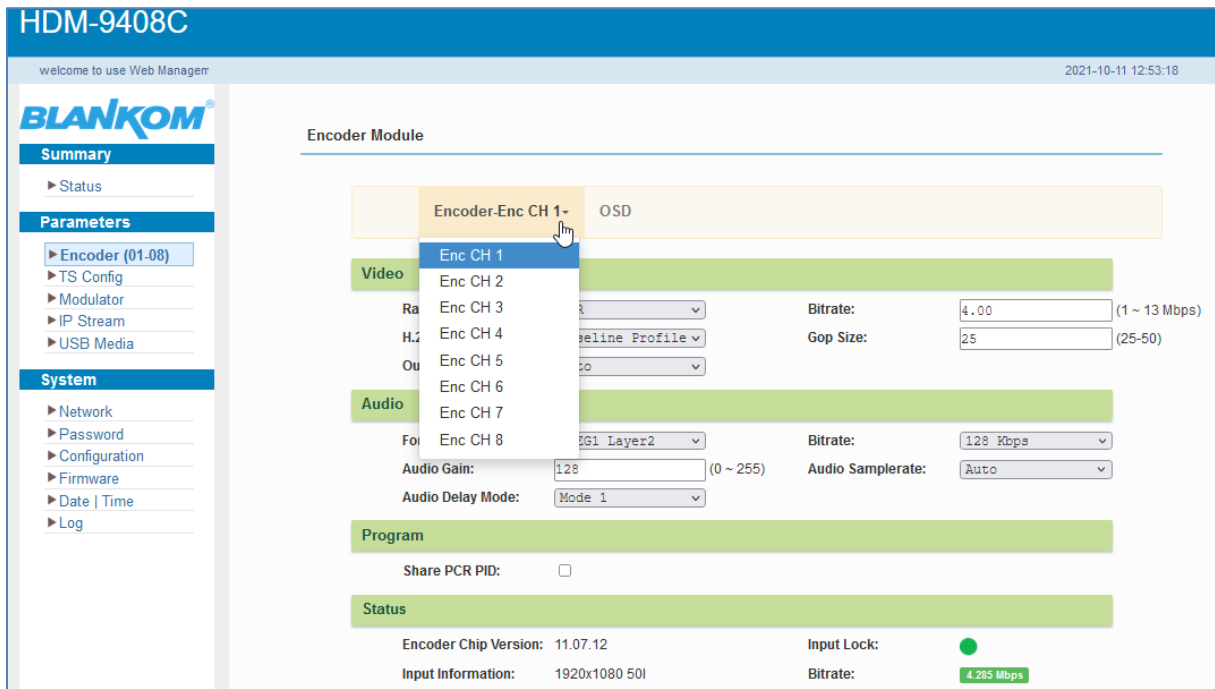 HDM-9408C
welcome to use Web Managem 2021-10-11 12:53:18
BLANKOM®
Summary
Status
Parameters
Encoder (01-08)
TS Config
Modulator
IP Stream
USB Media
System
Network
Password
Configuration
Firmware
Date | Time
Log
Encoder Module
Encoder-Enc CH 1 OSD
Enc CH 1
Enc CH 2
Enc CH 3
Enc CH 4
Enc CH 5
Enc CH 6
Enc CH 7
Enc CH 8
Video
Bitrate: 4.00 (1 ~ 13 Mbps)
Profile Gop Size: 25 (25-50)
Audio
Layer2 Bitrate: 128 Kbps
Audio Gain: 128 (0 ~ 255) Audio Samplerate: Auto
Audio Delay Mode: Mode 1
Program
Share PCR PID:
Status
Encoder Chip Version: 11.07.12 Input Lock:
Input Information: 1920x1080 50I Bitrate: 4.285 Mbps